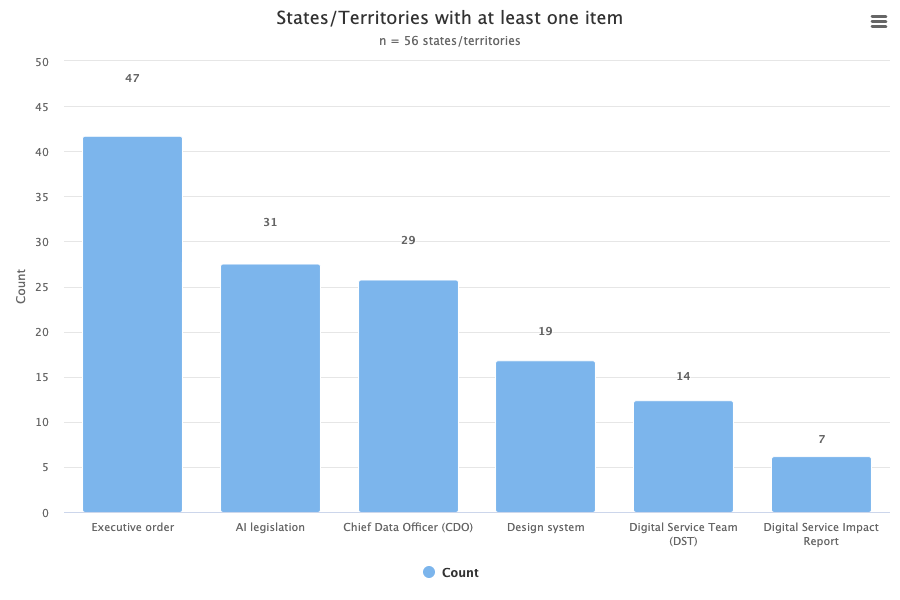 States/Territories with at least one item
n = 56 states/territories
50
45
40
35
30
25
20
15
10
5
0
Count
47
31
29
19
14
7
Executive order
AI legislation
Chief Data Officer (CDO)
Design system
Digital Service Team
(DST)
Digital Service Impact
Report
Count